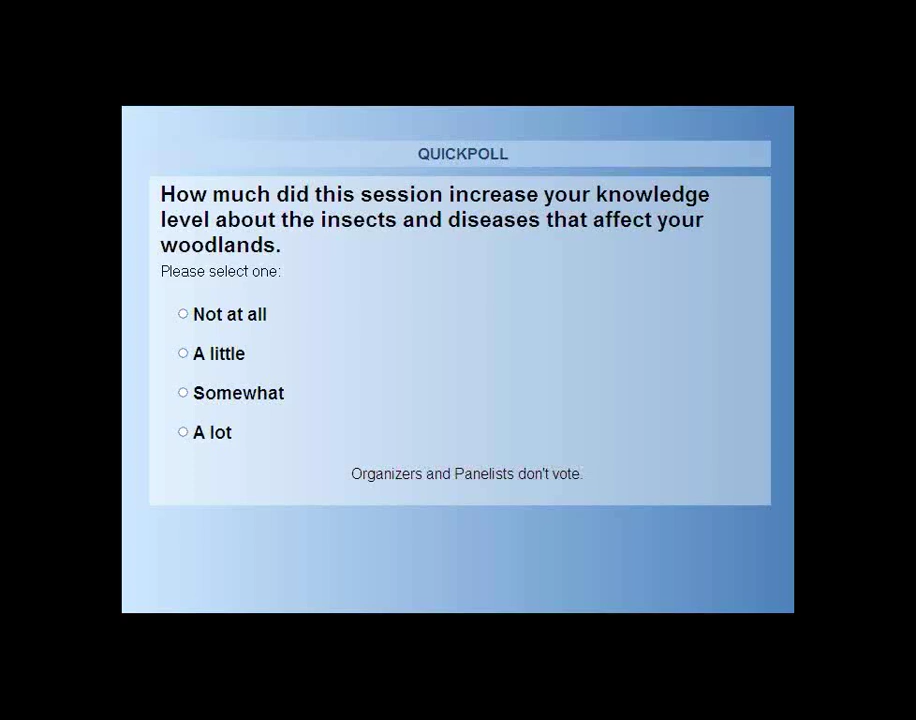 QUICKPOLL
How much did this session increase your knowledge
level about the insects and diseases that affect your
woodlands.
Please select one:
Not at all
A little
Somewhat
A lot
Organizers and Panelists don't vote.